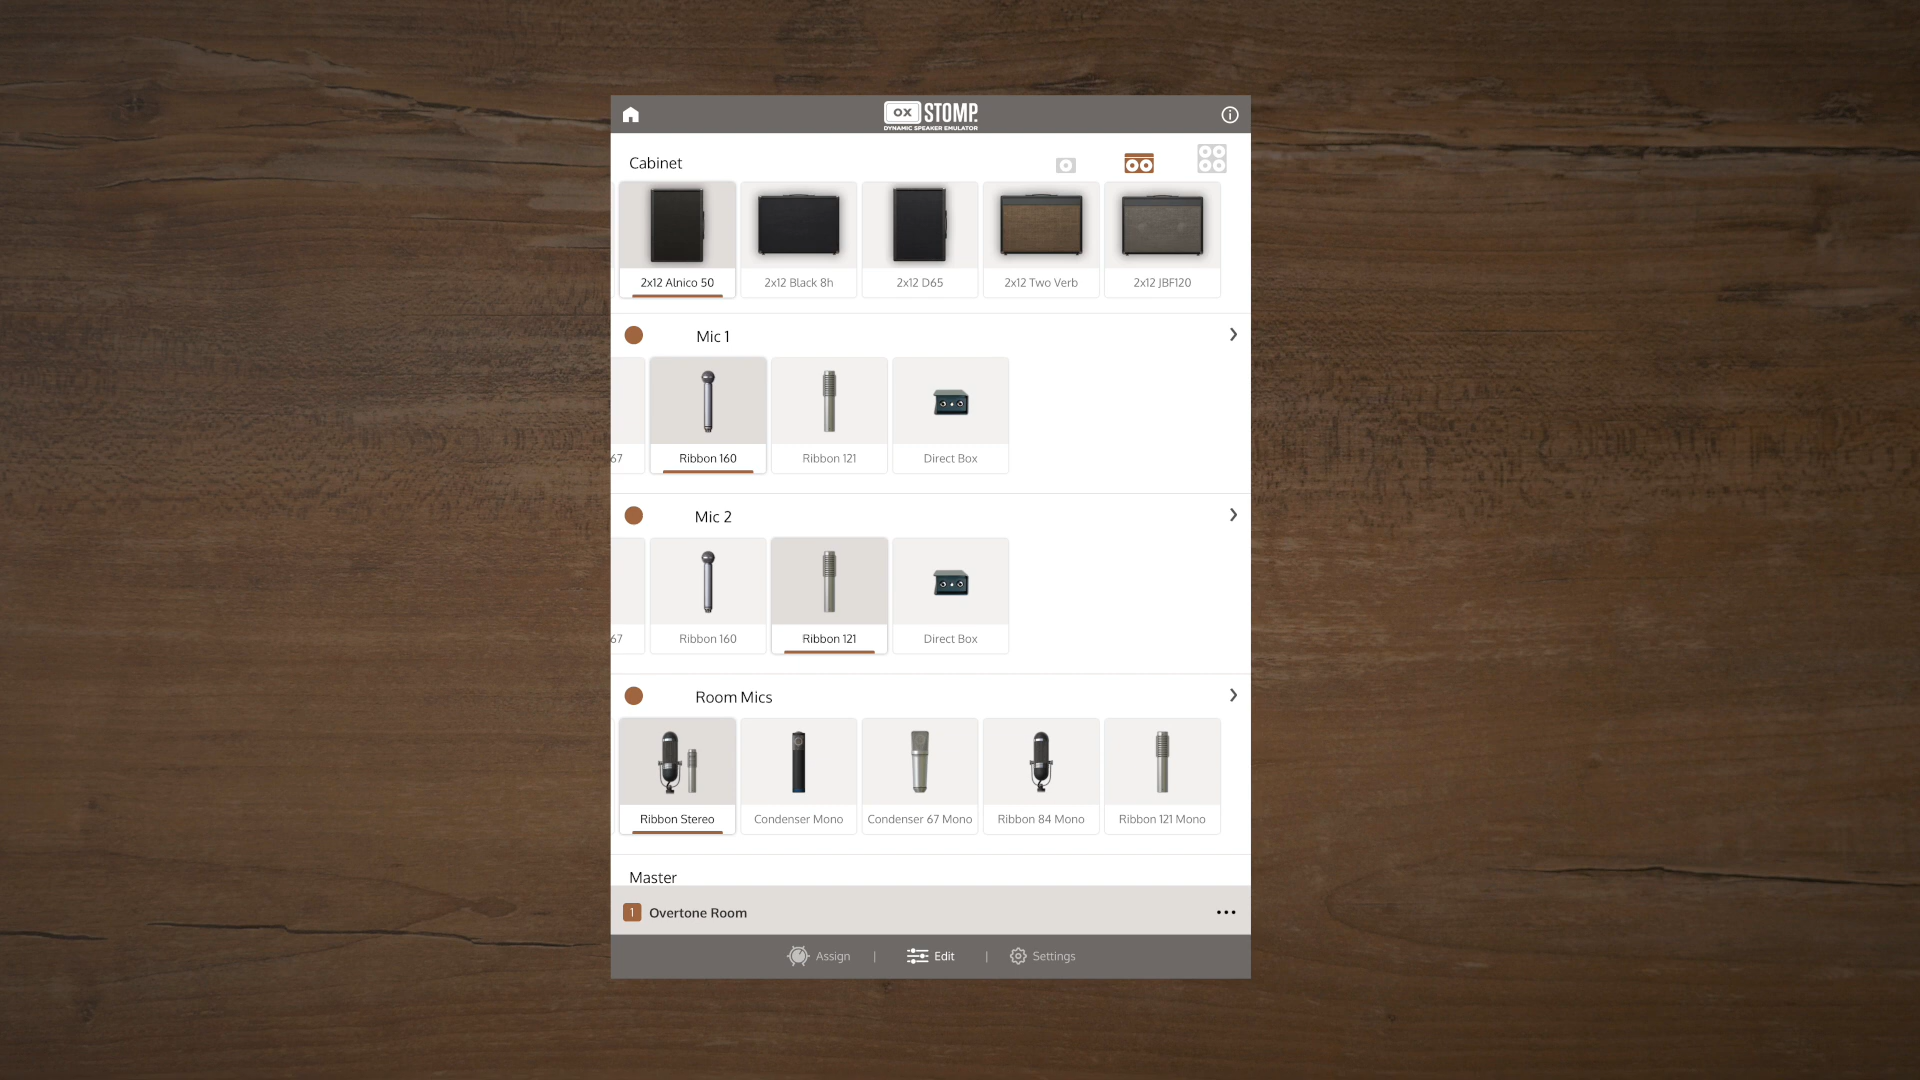 OX STOMP
DYNAMIC SPEAKER EMULATOR
Cabinet
2x12 Alnico 50
2x12 Black 8h
2x12 D65
2x12 Two Verb
2x12 JBF120
Mic 1
67
Ribbon 160
Ribbon 121
Direct Box
Mic 2
67
Ribbon 160
Ribbon 121
Direct Box
Room Mics
Ribbon Stereo
Condenser Mono
Condenser 67 Mono
Ribbon 84 Mono
Ribbon 121 Mono
Master
1 Overtone Room
Assign | Edit | Settings